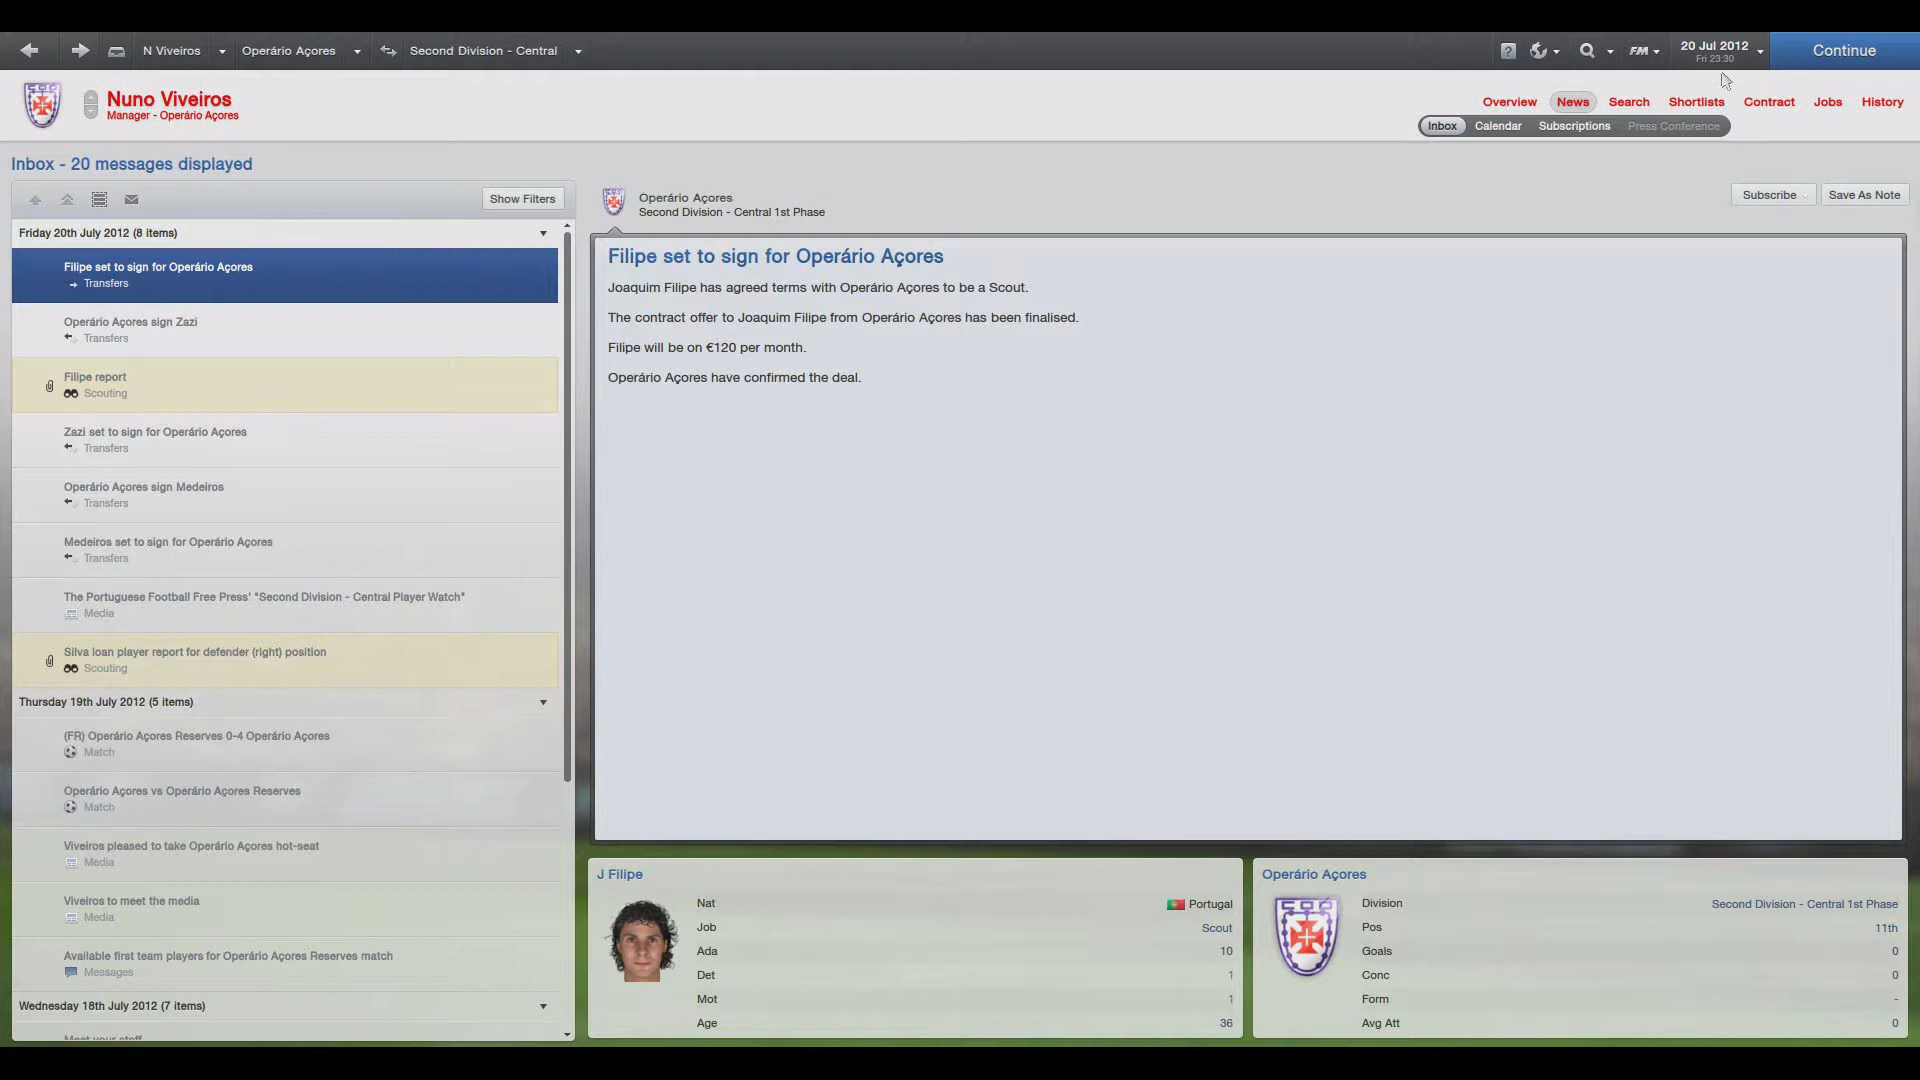 N Viveiros
Operário Açores
Second Division - Central
?
FM
20 Jul 2012
Fri 23:30
Continue
Nuno Viveiros
Manager - Operário Açores
Overview
News
Search
Shortlists
Contract
Jobs
History
Inbox
Calendar
Subscriptions
Press Conference
Inbox - 20 messages displayed
Show Filters
Friday 20th July 2012 (8 items)
Filipe set to sign for Operário Açores
Transfers
Operário Açores sign Zazi
Transfers
Filipe report
Scouting
Zazi set to sign for Operário Açores
Transfers
Operário Açores sign Medeiros
Transfers
Medeiros set to sign for Operário Açores
Transfers
The Portuguese Football Free Press' "Second Division - Central Player Watch"
Media
Silva loan player report for defender (right) position
Scouting
Thursday 19th July 2012 (5 items)
(FR) Operário Açores Reserves 0-4 Operário Açores
Match
Operário Açores vs Operário Açores Reserves
Match
Viveiros pleased to take Operário Açores hot-seat
Media
Viveiros to meet the media
Media
Available first team players for Operário Açores Reserves match
Messages
Wednesday 18th July 2012 (7 items)
Meet your staff
Operário Açores
Second Division - Central 1st Phase
Subscribe
Save As Note
Filipe set to sign for Operário Açores
Joaquim Filipe has agreed terms with Operário Açores to be a Scout.
The contract offer to Joaquim Filipe from Operário Açores has been finalised.
Filipe will be on €120 per month.
Operário Açores have confirmed the deal.
J Filipe
Nat Portugal
Job Scout
Ada 10
Det 1
Mot 1
Age 36
Operário Açores
Division Second Division - Central 1st Phase
Pos 11th
Goals 0
Conc 0
Form -
Avg Att 0